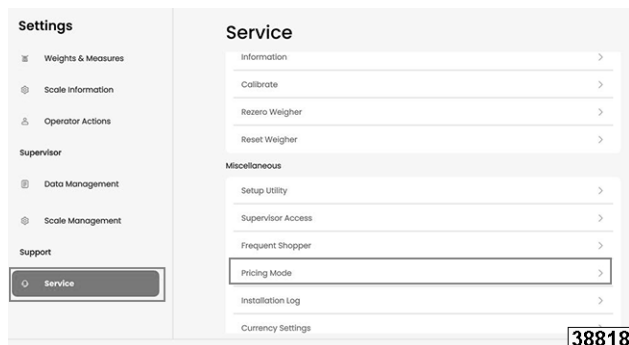 Settings
Weights & Measures
Scale Information
Operator Actions
Supervisor
Data Management
Scale Management
Support
Service
Service
Information
Calibrate
Rezero Weigher
Reset Weigher
Miscellaneous
Setup Utility
Supervisor Access
Frequent Shopper
Pricing Mode
Installation Log
Currency Settings
38818